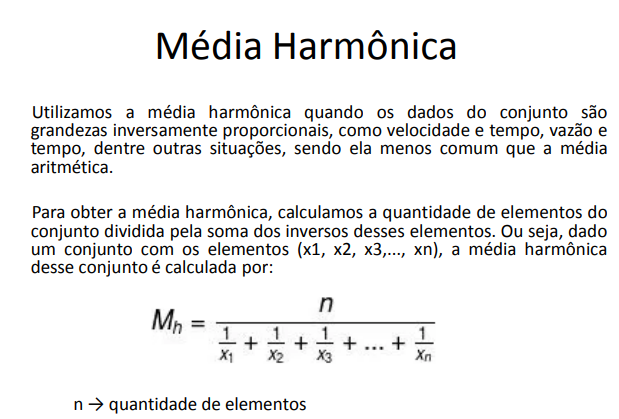 Média Harmônica
Utilizamos a média harmônica quando os dados do conjunto são
grandezas inversamente proporcionais, como velocidade e tempo, vazão e
tempo, dentre outras situações, sendo ela menos comum que a média
aritmética.
Para obter a média harmônica, calculamos a quantidade de elementos do
conjunto dividida pela soma dos inversos desses elementos. Ou seja, dado
um conjunto com os elementos (x1, x2, x3,..., xn), a média harmônica
desse conjunto é calculada por:
M_h = n / (1/x₁ + 1/x₂ + 1/x₃ + ... + 1/xₙ)
n → quantidade de elementos